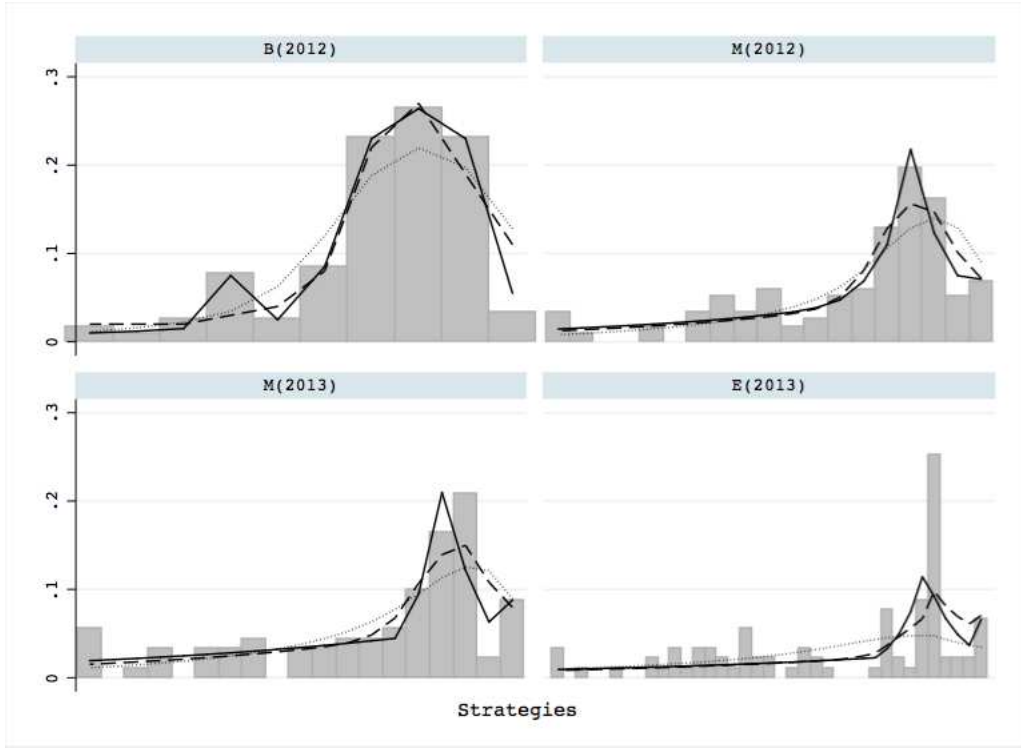 B(2012)
M(2012)
.3
.2
.1
0
M(2013)
E(2013)
.3
.2
.1
0
Strategies